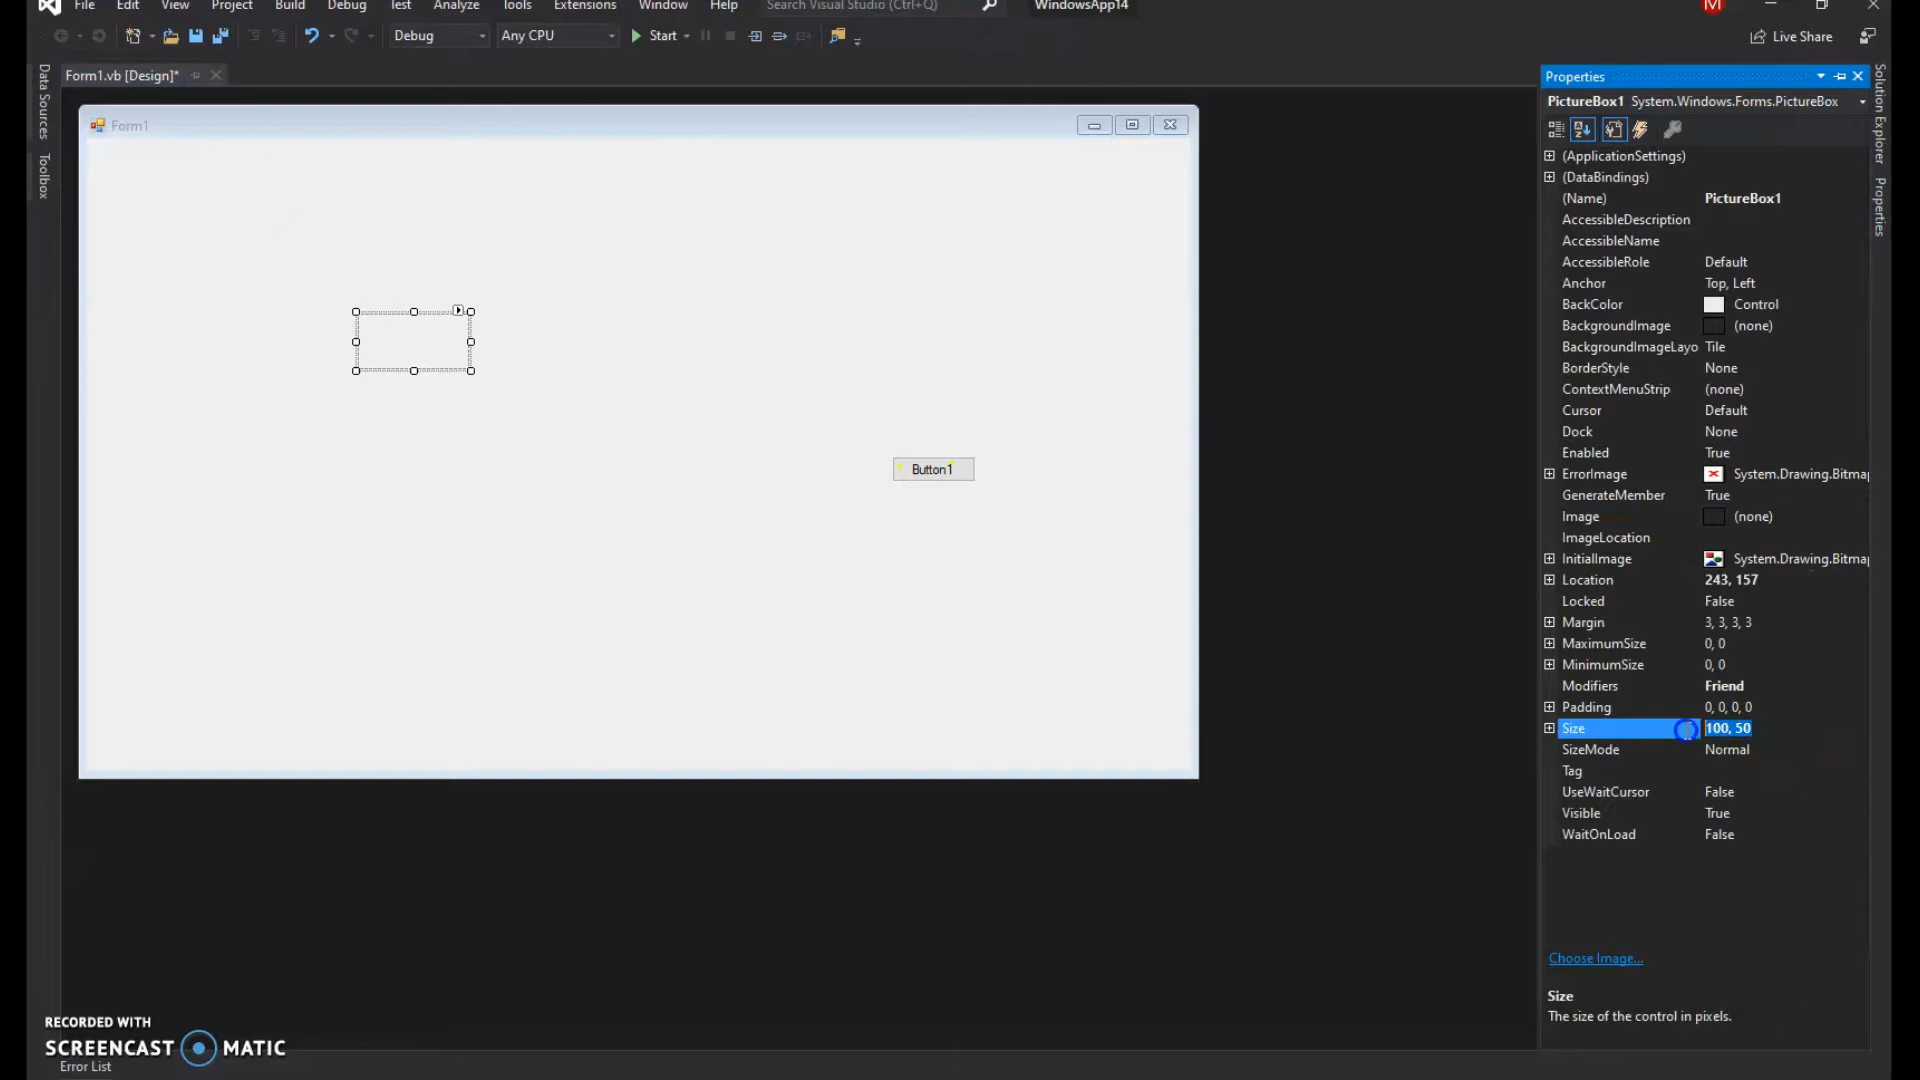 File Edit View Project Build Debug Test Analyze Tools Extensions Window Help Search Visual Studio (Ctrl+Q) WindowsApp14
Debug Any CPU Start Live Share
Form1.vb [Design]*
Data Sources
Toolbox
Form1
Button1
Properties
PictureBox1 System.Windows.Forms.PictureBox
(ApplicationSettings)
(DataBindings)
(Name) PictureBox1
AccessibleDescription
AccessibleName
AccessibleRole Default
Anchor Top, Left
BackColor Control
BackgroundImage (none)
BackgroundImageLayo Tile
BorderStyle None
ContextMenuStrip (none)
Cursor Default
Dock None
Enabled True
ErrorImage System.Drawing.Bitma
GenerateMember True
Image (none)
ImageLocation
InitialImage System.Drawing.Bitma
Location 243, 157
Locked False
Margin 3, 3, 3, 3
MaximumSize 0, 0
MinimumSize 0, 0
Modifiers Friend
Padding 0, 0, 0, 0
Size 100, 50
SizeMode Normal
Tag
UseWaitCursor False
Visible True
WaitOnLoad False
Choose Image...
Size
The size of the control in pixels.
Solution Explorer
Properties
RECORDED WITH
SCREENCAST MATIC
Error List